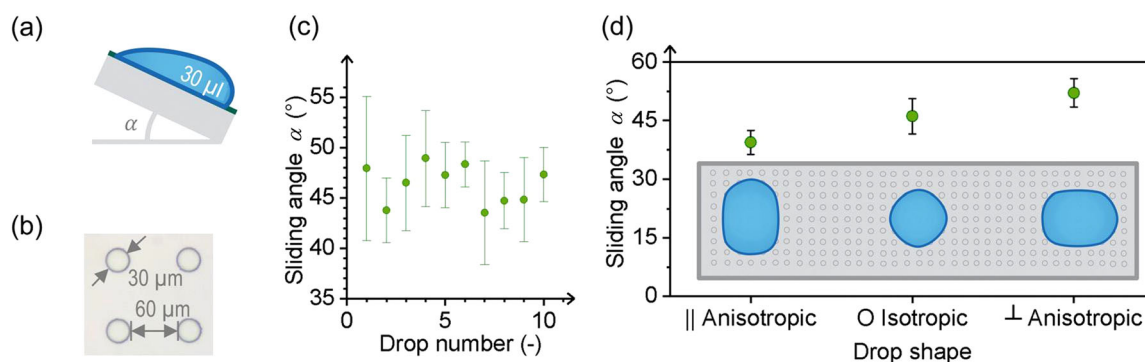 (a)
30 µl
α
(b)
30 µm
60 µm
(c)
Sliding angle α (°)
55
50
45
40
35
0
5
10
Drop number (-)
(d)
Sliding angle α (°)
60
45
30
15
0
|| Anisotropic
O Isotropic
⊥ Anisotropic
Drop shape